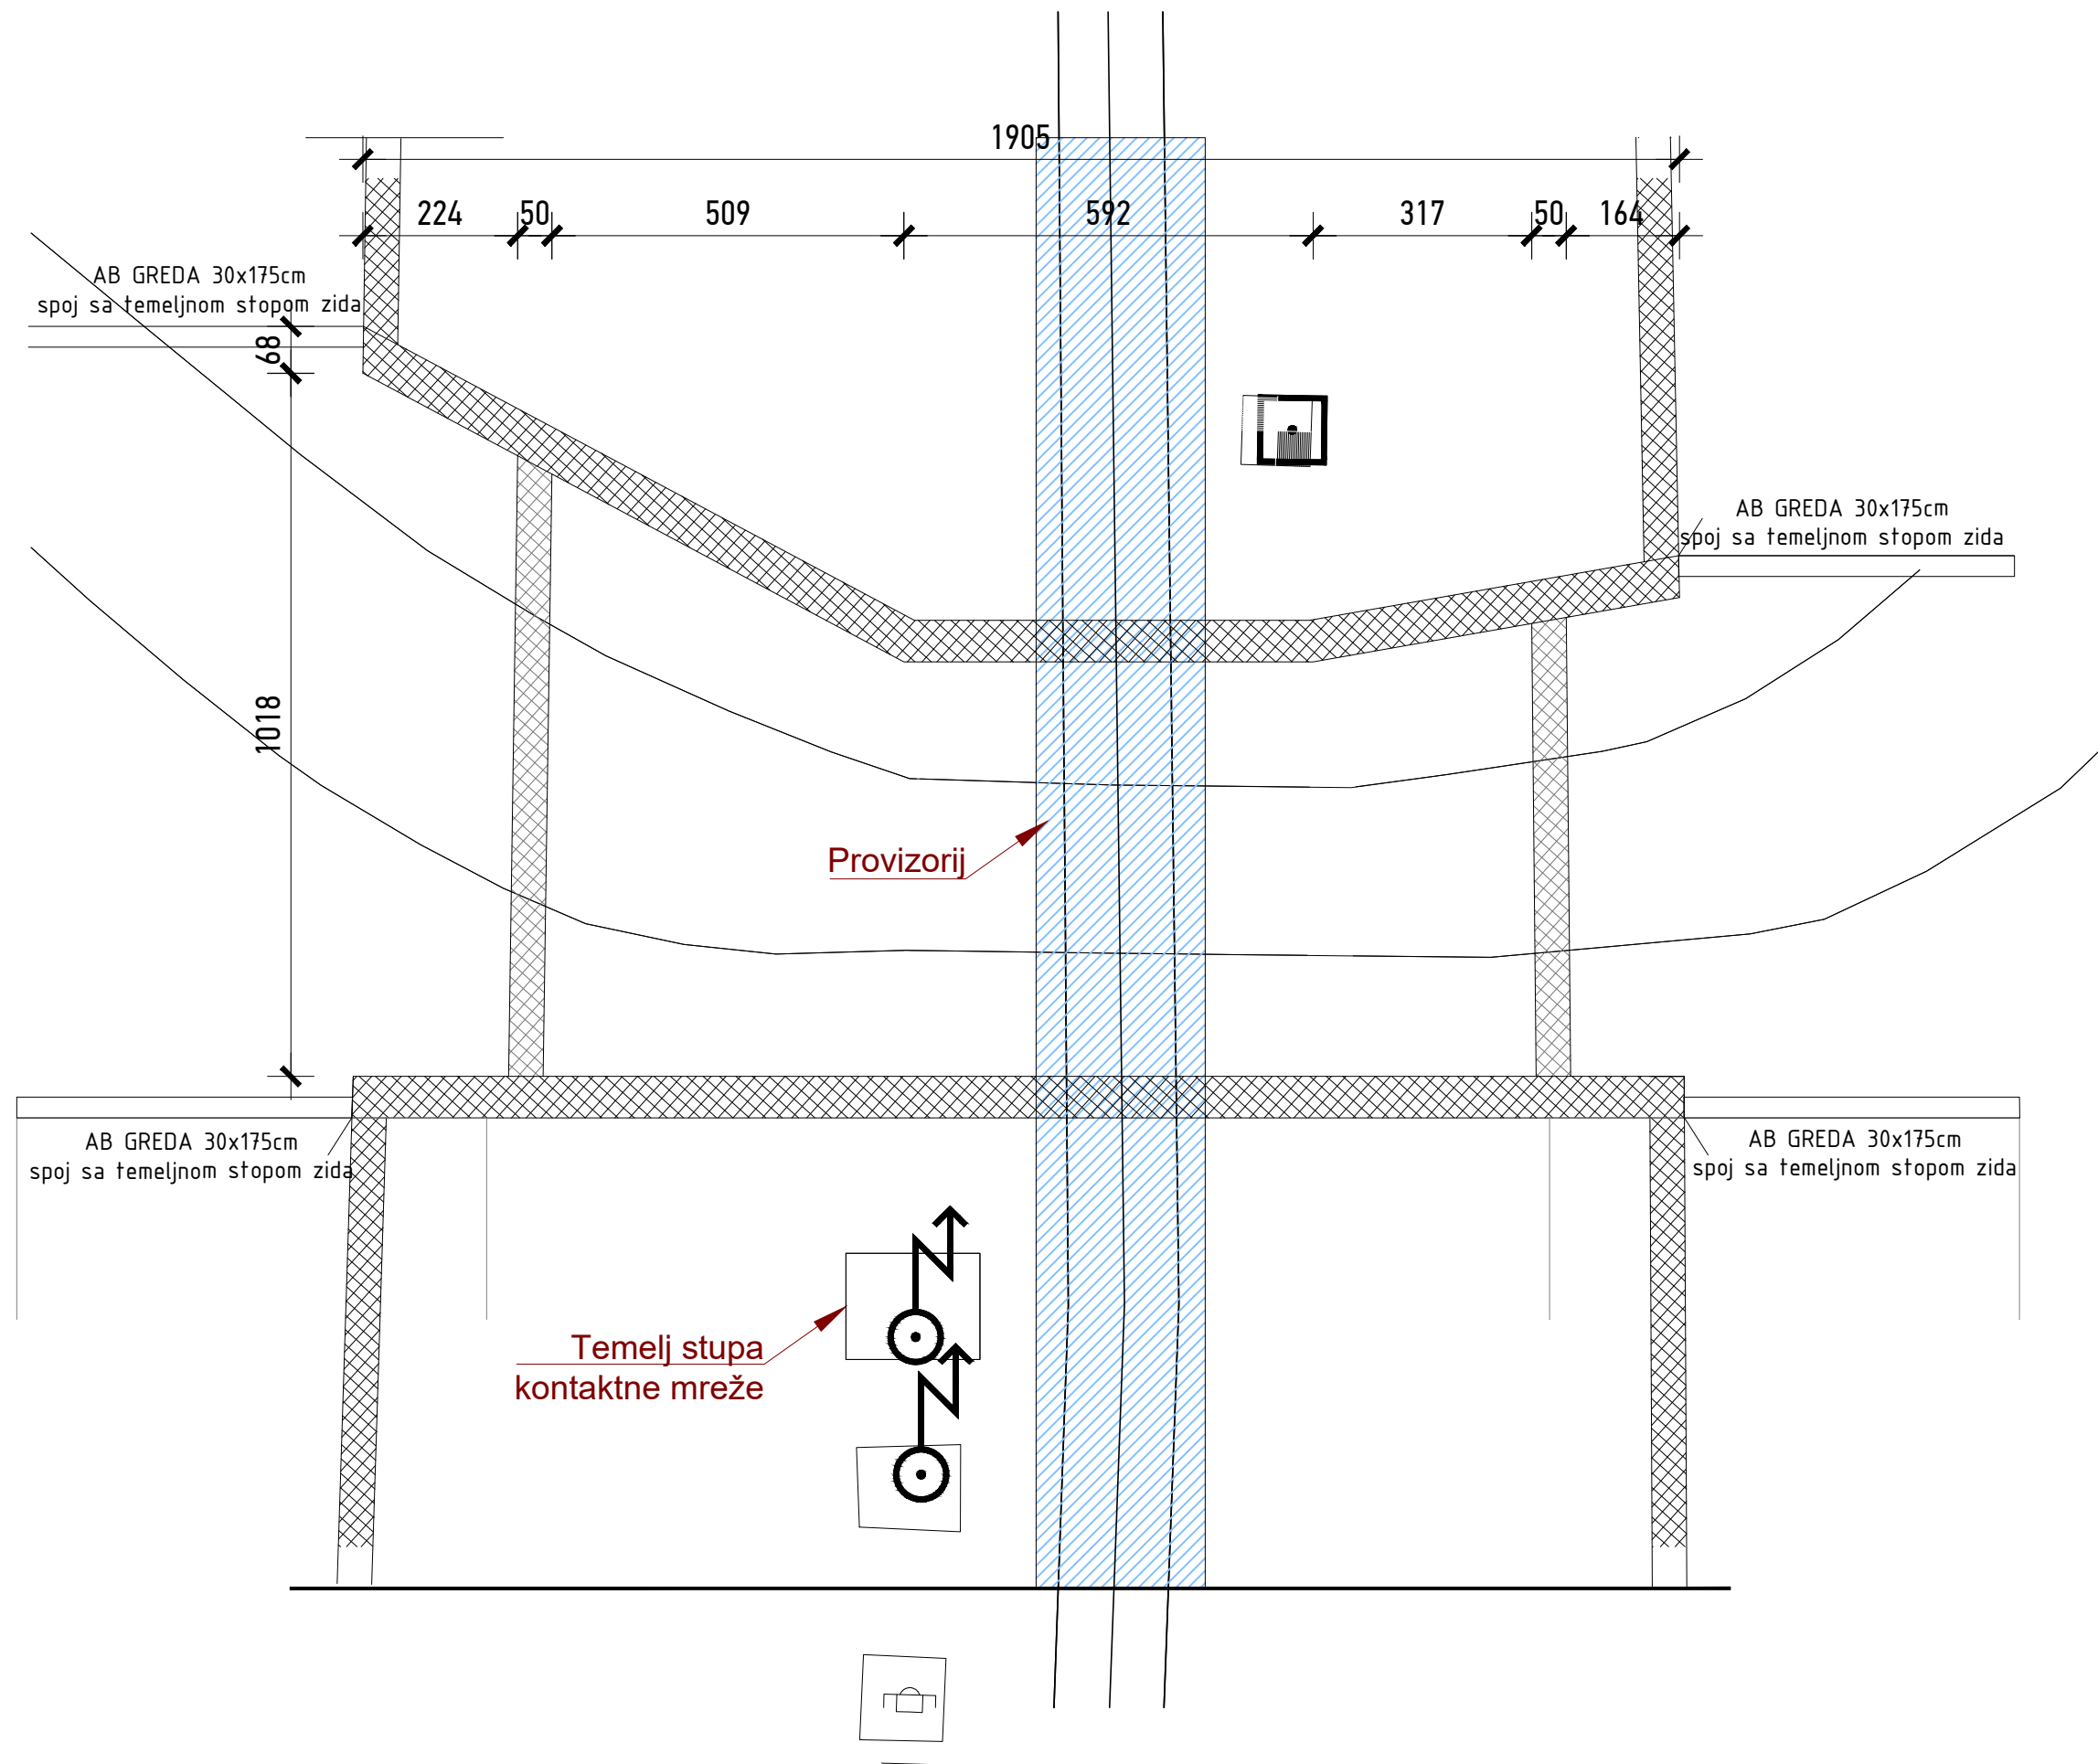 1905
224 50 509 592 317 50 164
AB GREDA 30x175cm
spoj sa temeljnom stopom zida
68
AB GREDA 30x175cm
spoj sa temeljnom stopom zida
1018
Provizorij
AB GREDA 30x175cm
spoj sa temeljnom stopom zida
AB GREDA 30x175cm
spoj sa temeljnom stopom zida
Temelj stupa
kontaktne mreže